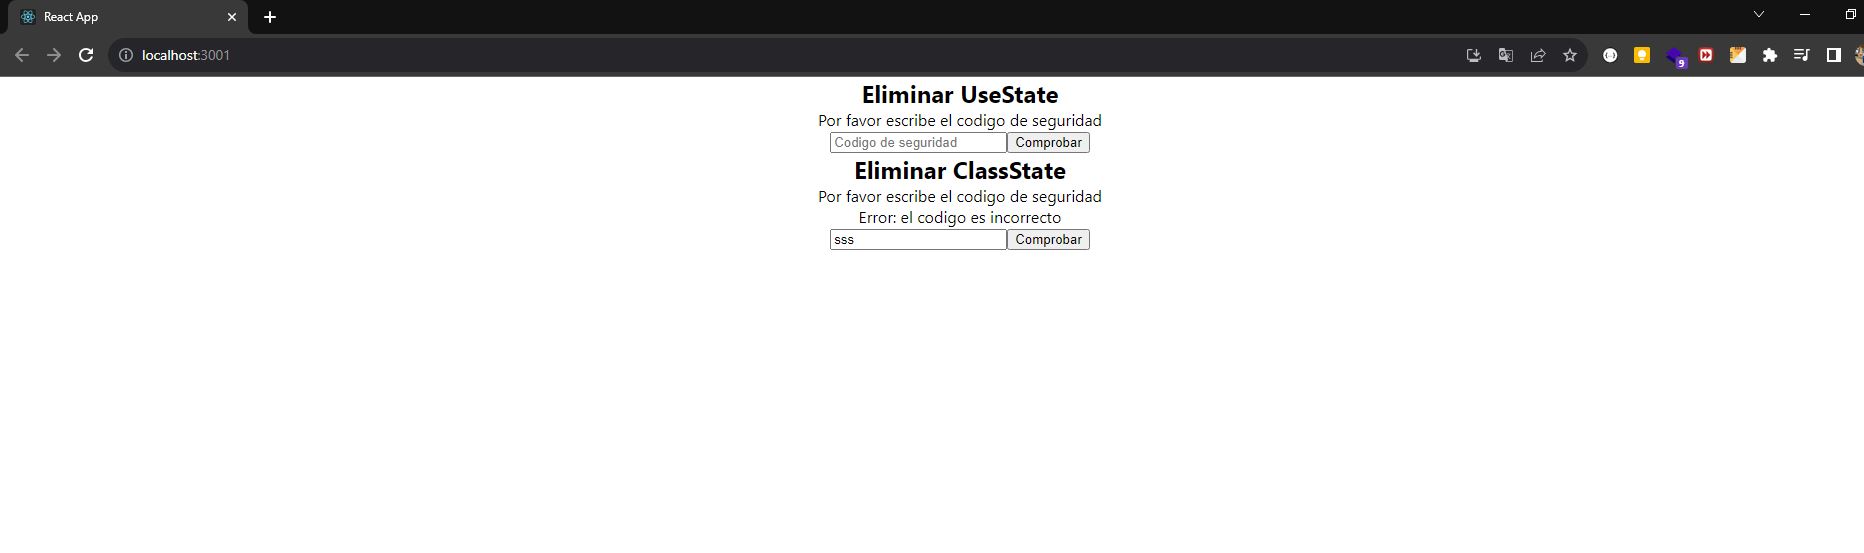 React App
localhost:3001
9
Eliminar UseState
Por favor escribe el codigo de seguridad
Codigo de seguridad Comprobar
Eliminar ClassState
Por favor escribe el codigo de seguridad
Error: el codigo es incorrecto
sss Comprobar